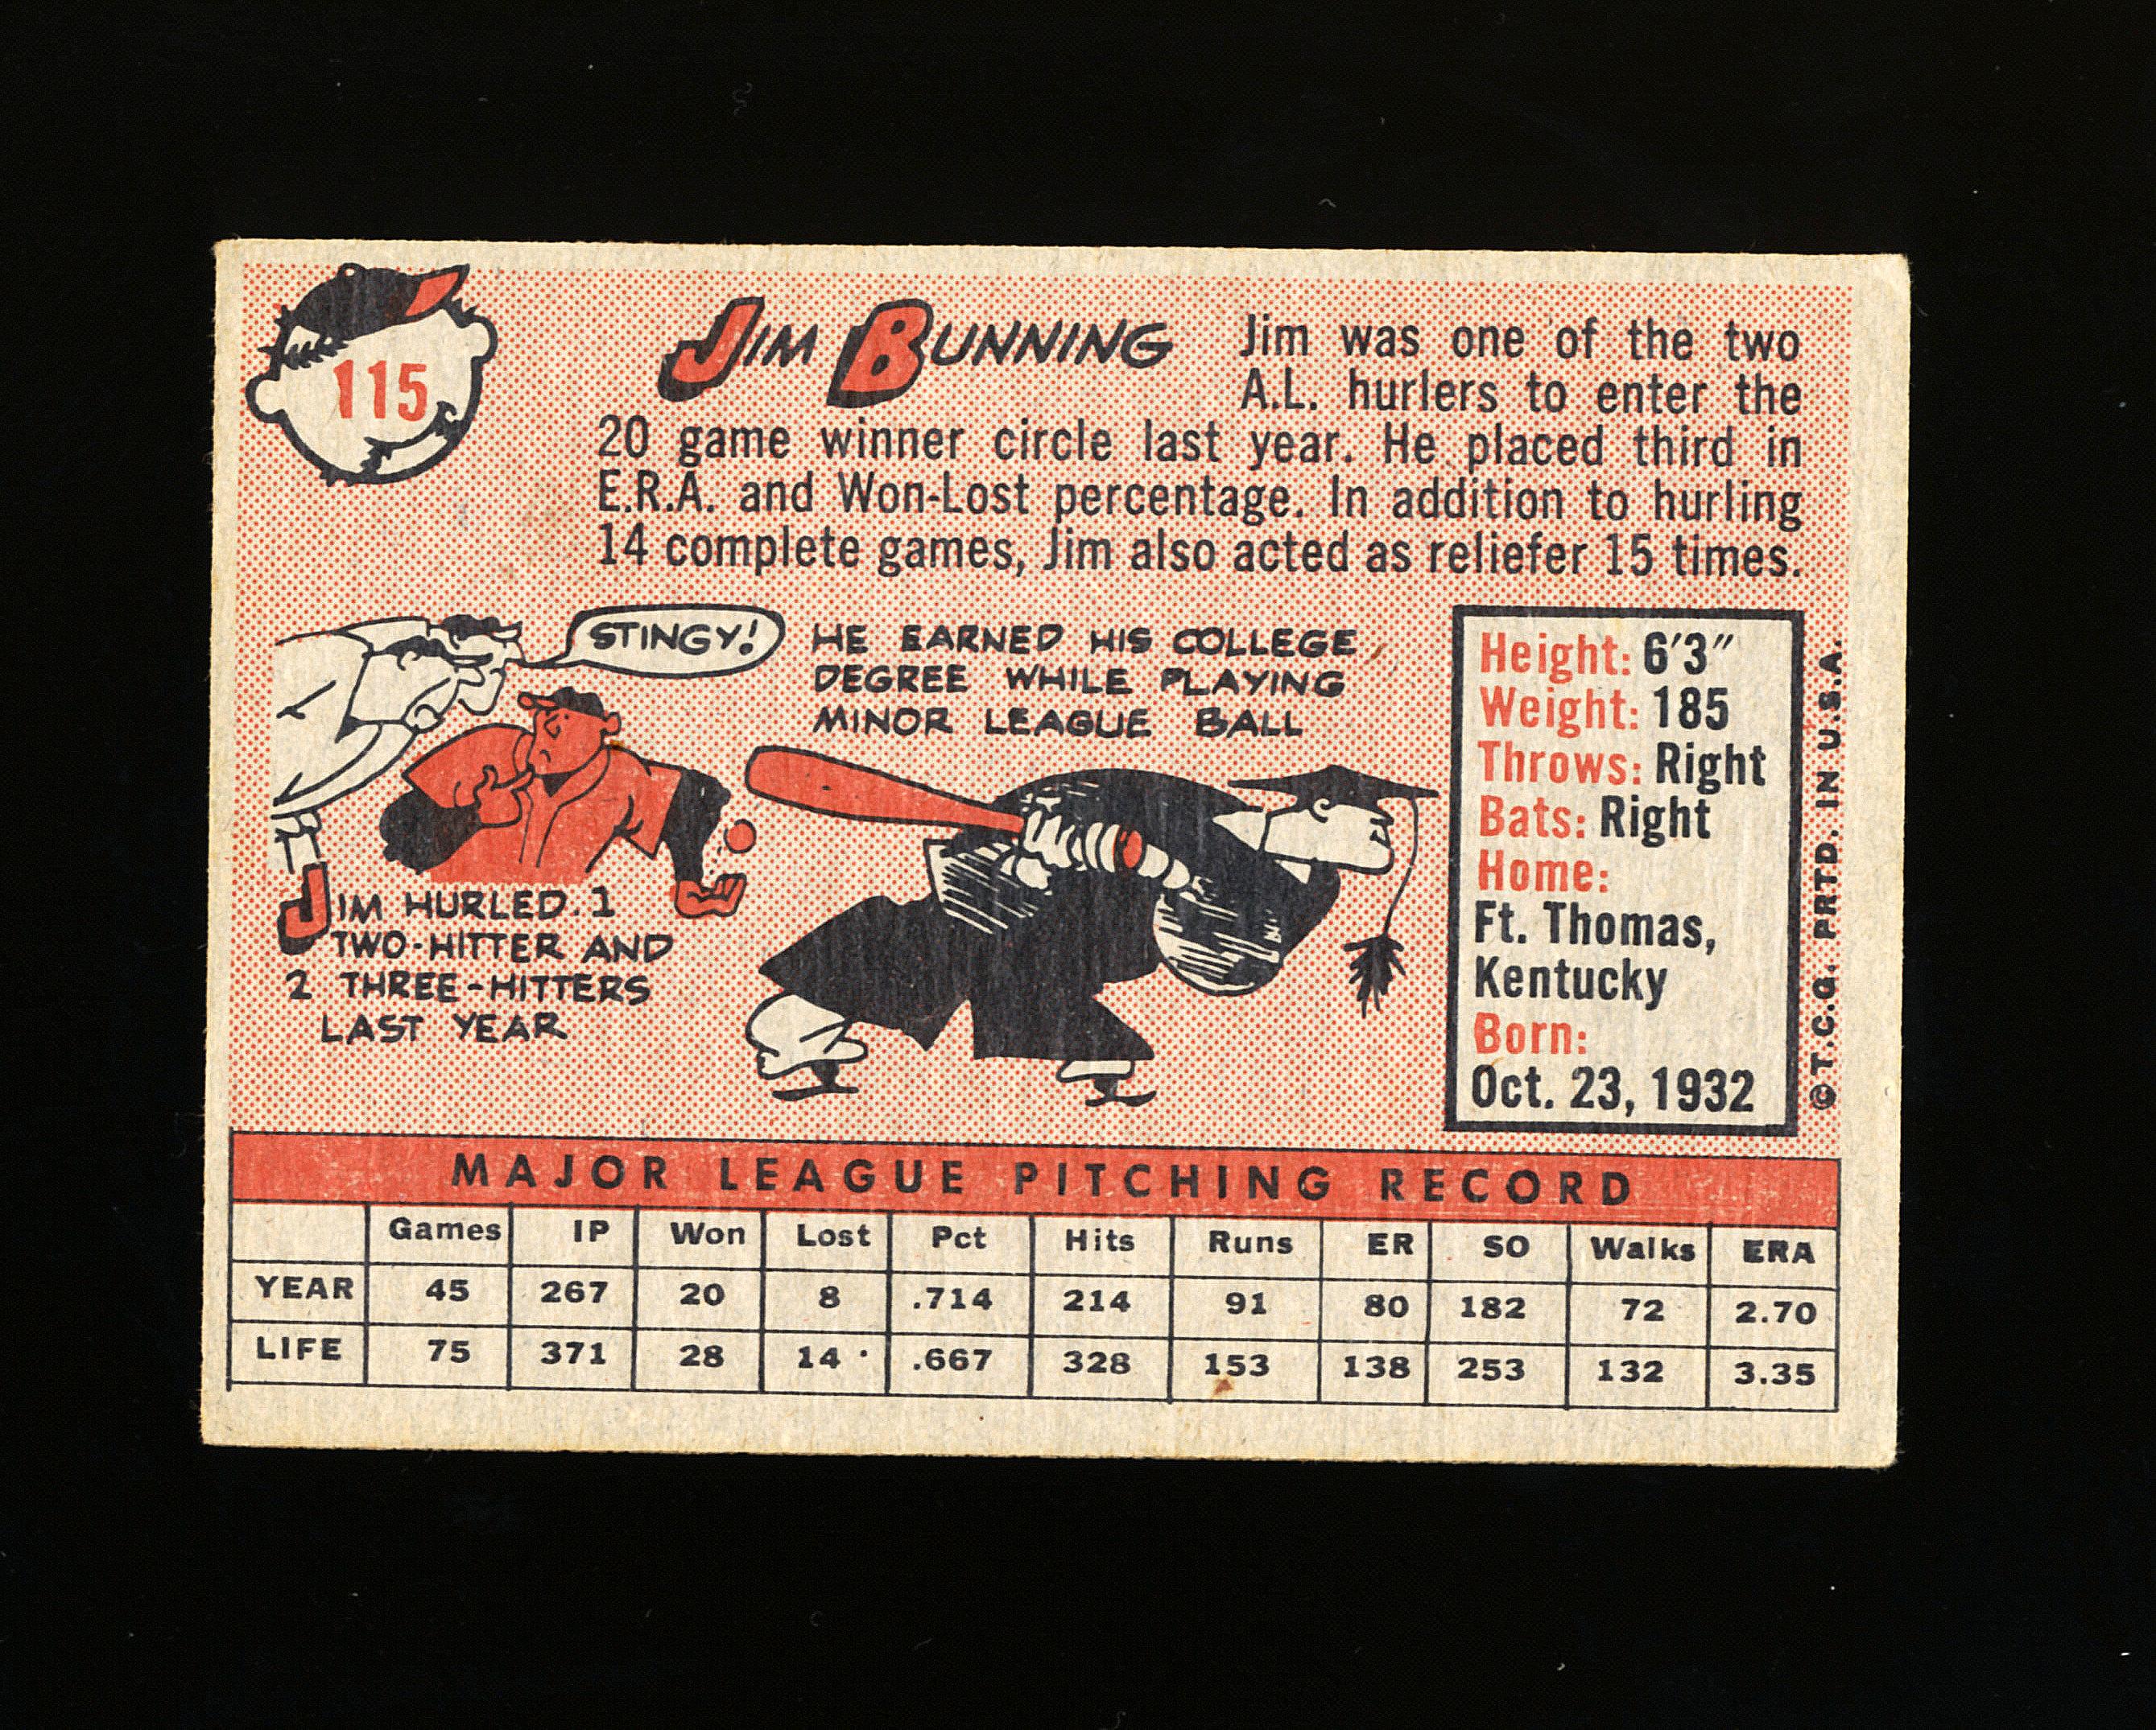 115
JIM BUNNING
Jim was one of the two
A.L. hurlers to enter the
20 game winner circle last year. He placed third in
E.R.A. and Won-Lost percentage. In addition to hurling
14 complete games, Jim also acted as reliefer 15 times.
STINGY!
HE EARNED HIS COLLEGE
DEGREE WHILE PLAYING
MINOR LEAGUE BALL
JIM HURLED 1
TWO-HITTER AND
2 THREE-HITTERS
LAST YEAR
Height: 6'3"
Weight: 185
Throws: Right
Bats: Right
Home:
Ft. Thomas,
Kentucky
Born:
Oct. 23, 1932
©T.C.G. PRTD. IN U.S.A.
MAJOR LEAGUE PITCHING RECORD
Games IP Won Lost Pct Hits Runs ER SO Walks ERA
YEAR 45 267 20 8 .714 214 91 80 182 72 2.70
LIFE 75 371 28 14 .667 328 153 138 253 132 3.35